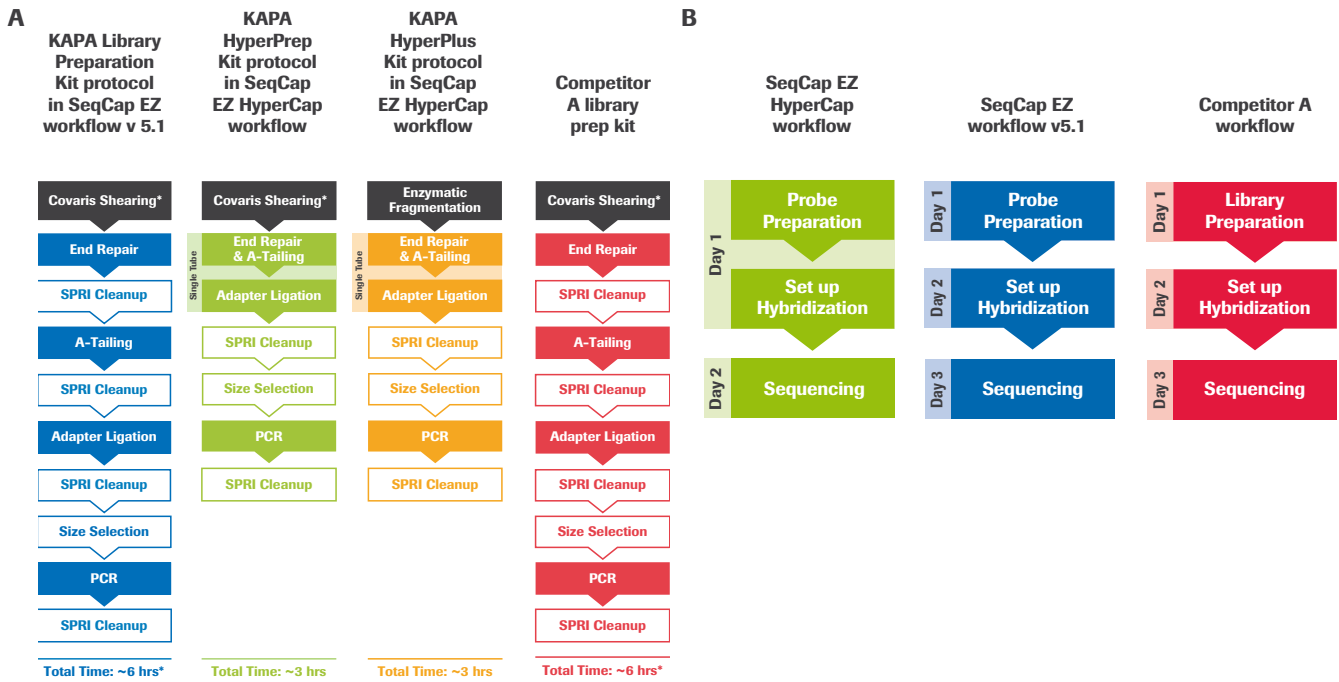 A
KAPA Library
Preparation
Kit protocol
in SeqCap EZ
workflow v 5.1
KAPA
HyperPrep
Kit protocol
in SeqCap
EZ HyperCap
workflow
KAPA
HyperPlus
Kit protocol
in SeqCap
EZ HyperCap
workflow
Competitor
A library
prep kit
Covaris Shearing*
End Repair
SPRI Cleanup
A-Tailing
SPRI Cleanup
Adapter Ligation
SPRI Cleanup
Size Selection
PCR
SPRI Cleanup
Total Time: ~6 hrs*
Covaris Shearing*
Single Tube
End Repair
& A-Tailing
Adapter Ligation
SPRI Cleanup
Size Selection
PCR
SPRI Cleanup
Total Time: ~3 hrs
Enzymatic
Fragmentation
Single Tube
End Repair
& A-Tailing
Adapter Ligation
SPRI Cleanup
Size Selection
PCR
SPRI Cleanup
Total Time: ~3 hrs
Covaris Shearing*
End Repair
SPRI Cleanup
A-Tailing
SPRI Cleanup
Adapter Ligation
SPRI Cleanup
Size Selection
PCR
SPRI Cleanup
Total Time: ~6 hrs*
B
SeqCap EZ
HyperCap
workflow
Day 1
Probe
Preparation
Set up
Hybridization
Day 2
Sequencing
SeqCap EZ
workflow v5.1
Day 1
Probe
Preparation
Day 2
Set up
Hybridization
Day 3
Sequencing
Competitor A
workflow
Day 1
Library
Preparation
Day 2
Set up
Hybridization
Day 3
Sequencing